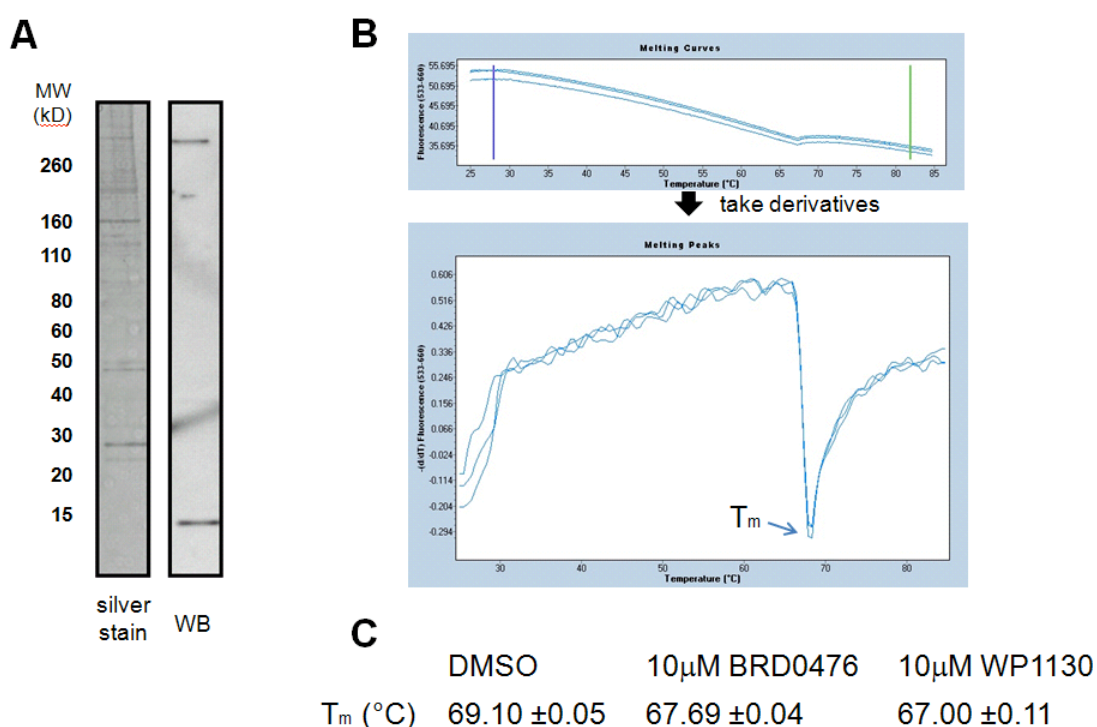 A
MW
(kD)
260
160
110
80
60
50
40
30
20
15
silver
stain
WB
B
Melting Curves
Fluorescence (533-660)
55.695
50.695
45.695
40.695
35.695
25 30 35 40 45 50 55 60 65 70 75 80 85
Temperature (°C)
take derivatives
Melting Peaks
-(d/dT) Fluorescence (533-660)
0.606
0.516
0.426
0.336
0.246
0.156
0.066
-0.024
-0.114
-0.204
-0.294
Tm
30 40 50 60 70 80
Temperature (°C)
C
DMSO 10μM BRD0476 10μM WP1130
Tm (°C) 69.10 ±0.05 67.69 ±0.04 67.00 ±0.11